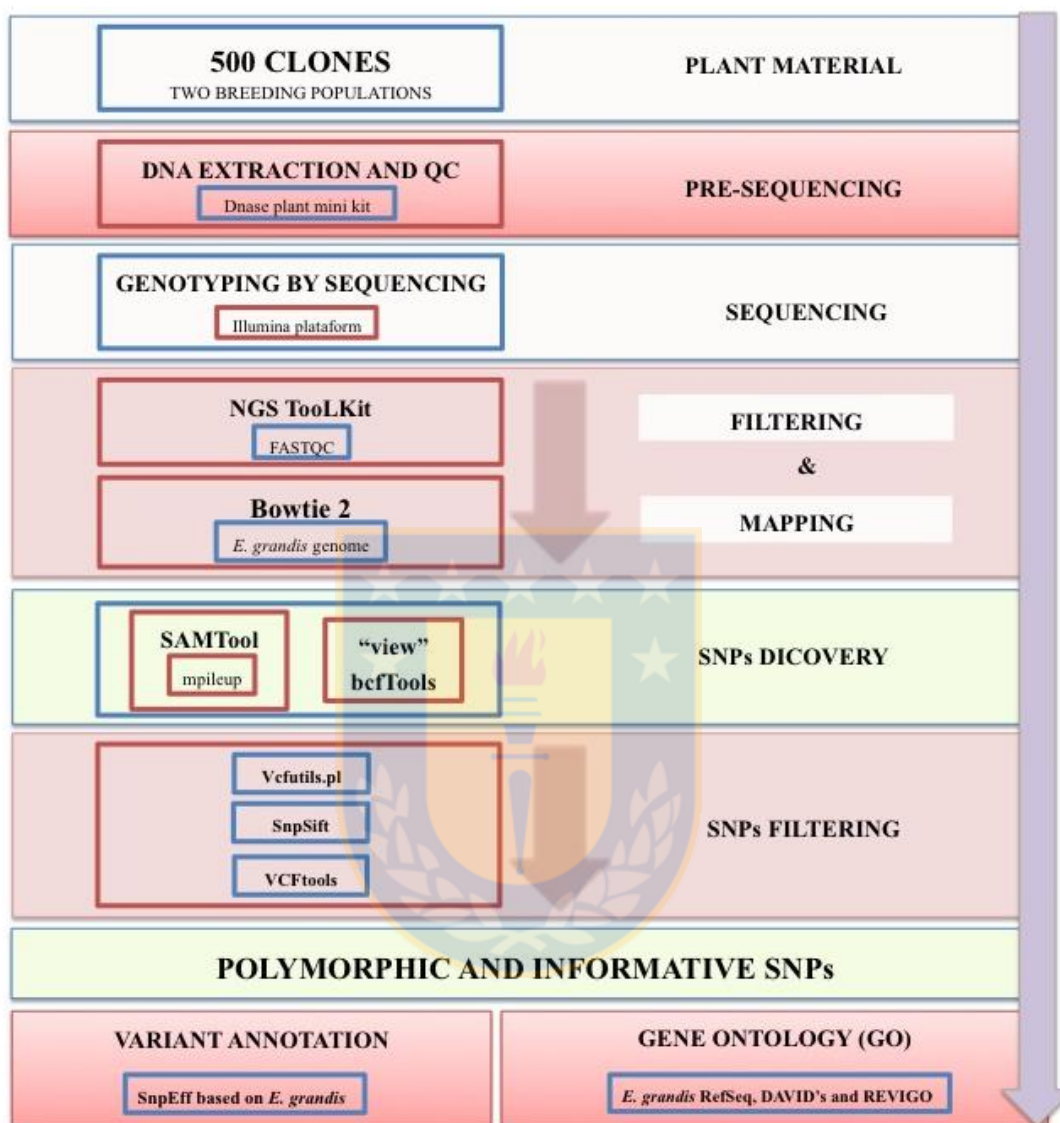 500 CLONES
TWO BREEDING POPULATIONS
PLANT MATERIAL
DNA EXTRACTION AND QC
Dnase plant mini kit
PRE-SEQUENCING
GENOTYPING BY SEQUENCING
Illumina plataform
SEQUENCING
NGS TooLKit
FASTQC
Bowtie 2
E. grandis genome
FILTERING
&
MAPPING
SAMTool
mpileup
“view”
bcfTools
SNPs DICOVERY
Vcfutils.pl
SnpSift
VCFtools
SNPs FILTERING
POLYMORPHIC AND INFORMATIVE SNPs
VARIANT ANNOTATION
SnpEff based on E. grandis
GENE ONTOLOGY (GO)
E. grandis RefSeq, DAVID’s and REVIGO